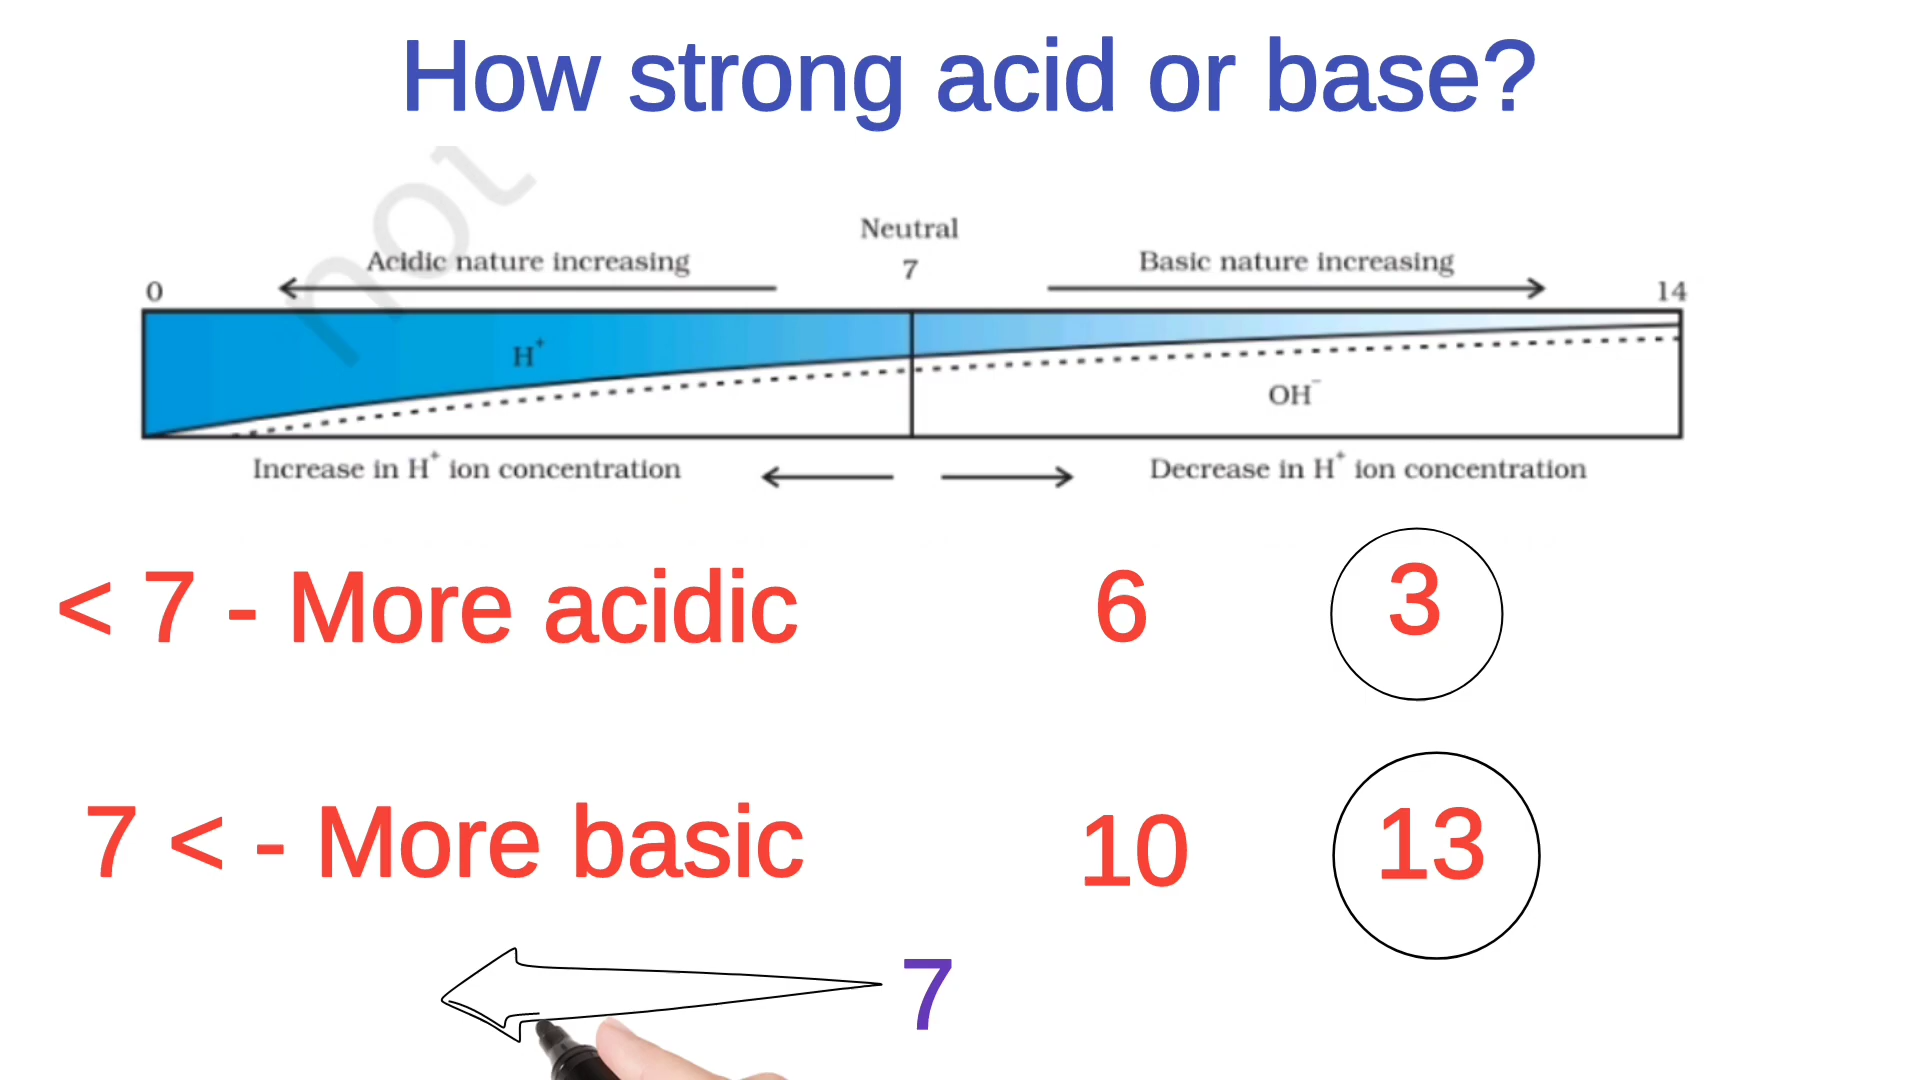 How strong acid or base?
not
Neutral
Acidic nature increasing 7 Basic nature increasing
0 14
H⁺
OH⁻
Increase in H⁺ ion concentration Decrease in H⁺ ion concentration
< 7 - More acidic 6 3
7 < - More basic 10 13
7